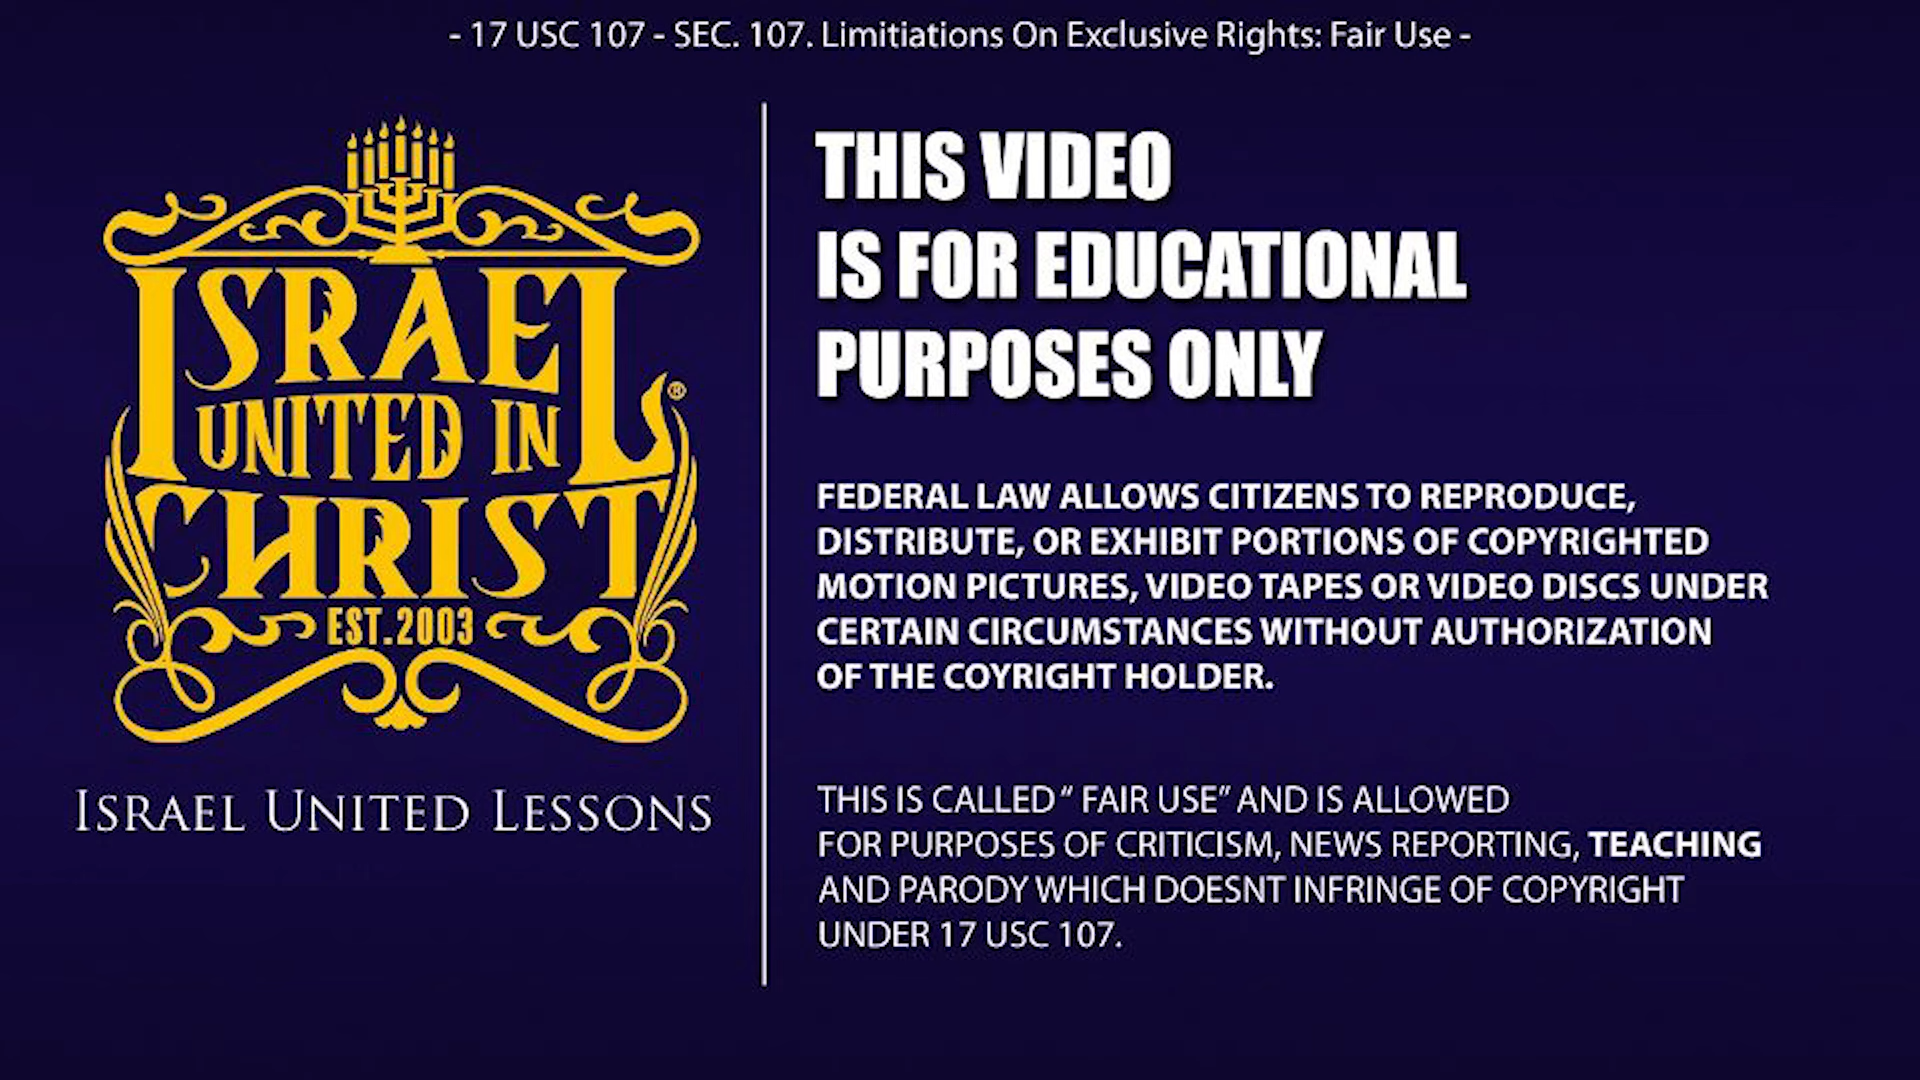 - 17 USC 107 - SEC. 107. Limitiations On Exclusive Rights: Fair Use -
ISRAEL
UNITED IN
CHRIST
®
EST.2003
ISRAEL UNITED LESSONS
THIS VIDEO
IS FOR EDUCATIONAL
PURPOSES ONLY
FEDERAL LAW ALLOWS CITIZENS TO REPRODUCE,
DISTRIBUTE, OR EXHIBIT PORTIONS OF COPYRIGHTED
MOTION PICTURES, VIDEO TAPES OR VIDEO DISCS UNDER
CERTAIN CIRCUMSTANCES WITHOUT AUTHORIZATION
OF THE COYRIGHT HOLDER.
THIS IS CALLED “ FAIR USE” AND IS ALLOWED
FOR PURPOSES OF CRITICISM, NEWS REPORTING, TEACHING
AND PARODY WHICH DOESNT INFRINGE OF COPYRIGHT
UNDER 17 USC 107.